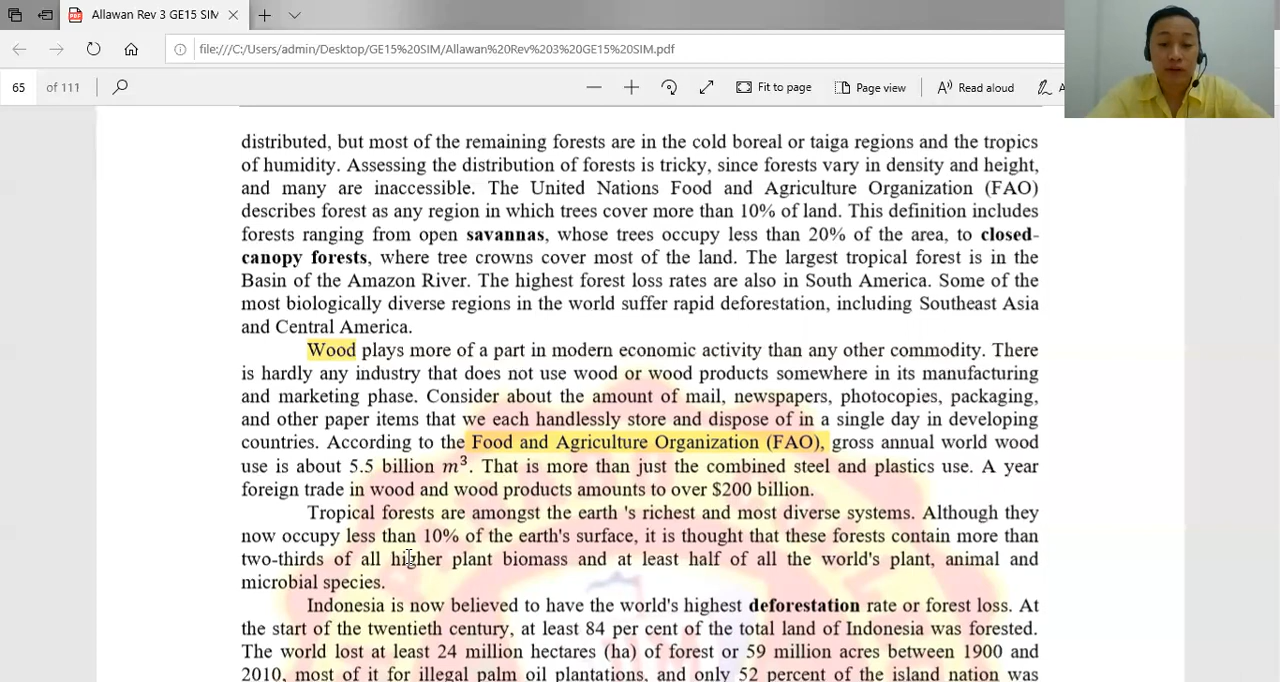 Allawan Rev 3 GE15 SIM
file:///C:/Users/admin/Desktop/GE15%20SIM/Allawan%20Rev%203%20GE15%20SIM.pdf
65 of 111
Fit to page
Page view
Read aloud
distributed, but most of the remaining forests are in the cold boreal or taiga regions and the tropics
of humidity. Assessing the distribution of forests is tricky, since forests vary in density and height,
and many are inaccessible. The United Nations Food and Agriculture Organization (FAO)
describes forest as any region in which trees cover more than 10% of land. This definition includes
forests ranging from open savannas, whose trees occupy less than 20% of the area, to closed-
canopy forests, where tree crowns cover most of the land. The largest tropical forest is in the
Basin of the Amazon River. The highest forest loss rates are also in South America. Some of the
most biologically diverse regions in the world suffer rapid deforestation, including Southeast Asia
and Central America.
Wood plays more of a part in modern economic activity than any other commodity. There
is hardly any industry that does not use wood or wood products somewhere in its manufacturing
and marketing phase. Consider about the amount of mail, newspapers, photocopies, packaging,
and other paper items that we each handlessly store and dispose of in a single day in developing
countries. According to the Food and Agriculture Organization (FAO), gross annual world wood
use is about 5.5 billion m³. That is more than just the combined steel and plastics use. A year
foreign trade in wood and wood products amounts to over $200 billion.
Tropical forests are amongst the earth 's richest and most diverse systems. Although they
now occupy less than 10% of the earth's surface, it is thought that these forests contain more than
two-thirds of all higher plant biomass and at least half of all the world's plant, animal and
microbial species.
Indonesia is now believed to have the world's highest deforestation rate or forest loss. At
the start of the twentieth century, at least 84 per cent of the total land of Indonesia was forested.
The world lost at least 24 million hectares (ha) of forest or 59 million acres between 1900 and
2010, most of it for illegal palm oil plantations, and only 52 percent of the island nation was